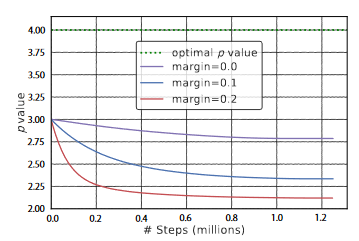 4.00
3.75
3.50
3.25
3.00
2.75
2.50
2.25
2.00
p value
optimal p value
margin=0.0
margin=0.1
margin=0.2
0.0 0.2 0.4 0.6 0.8 1.0 1.2
# Steps (millions)